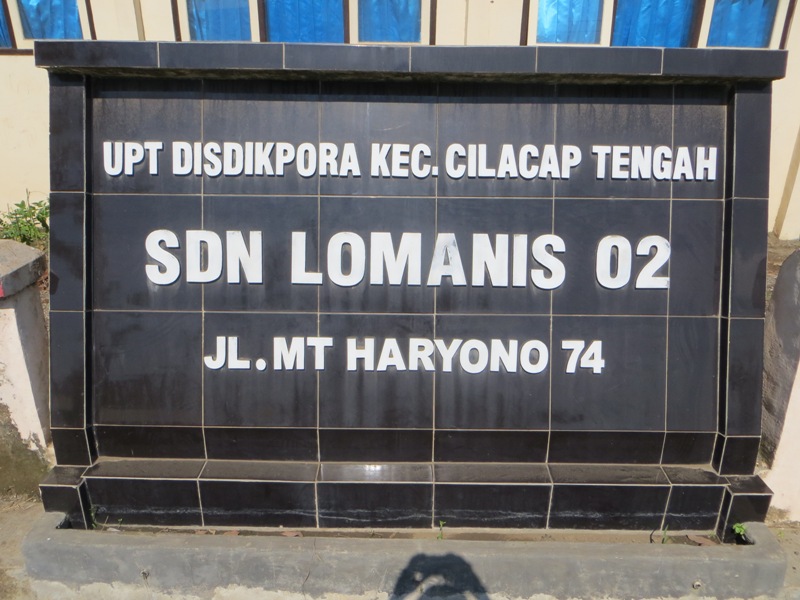 UPT DISDIKPORA KEC. CILACAP TENGAH
SDN LOMANIS 02
JL. MT HARYONO 74